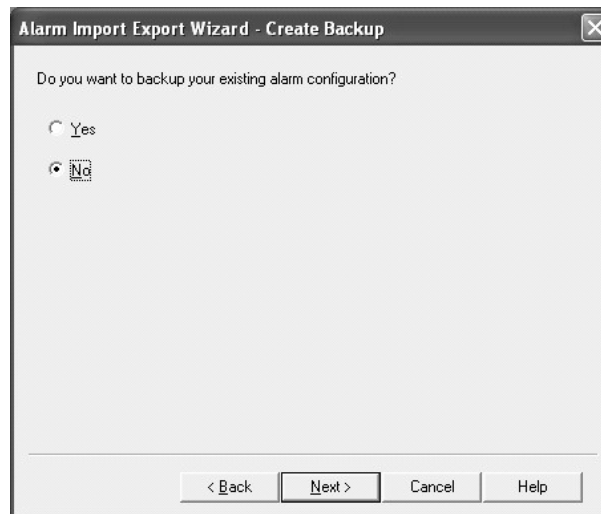 Alarm Import Export Wizard - Create Backup
Do you want to backup your existing alarm configuration?
Yes
No
< Back Next > Cancel Help